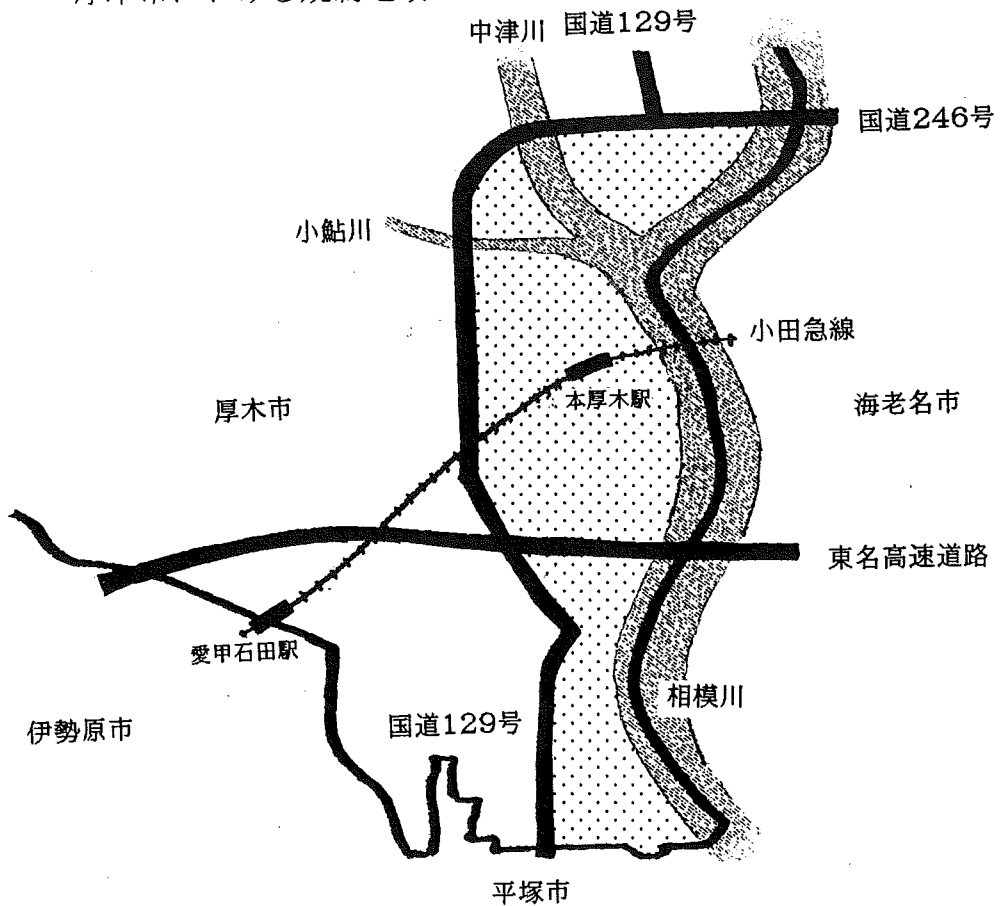 中津川
国道129号
国道246号
小鮎川
小田急線
本厚木駅
厚木市
海老名市
東名高速道路
愛甲石田駅
相模川
伊勢原市
国道129号
平塚市